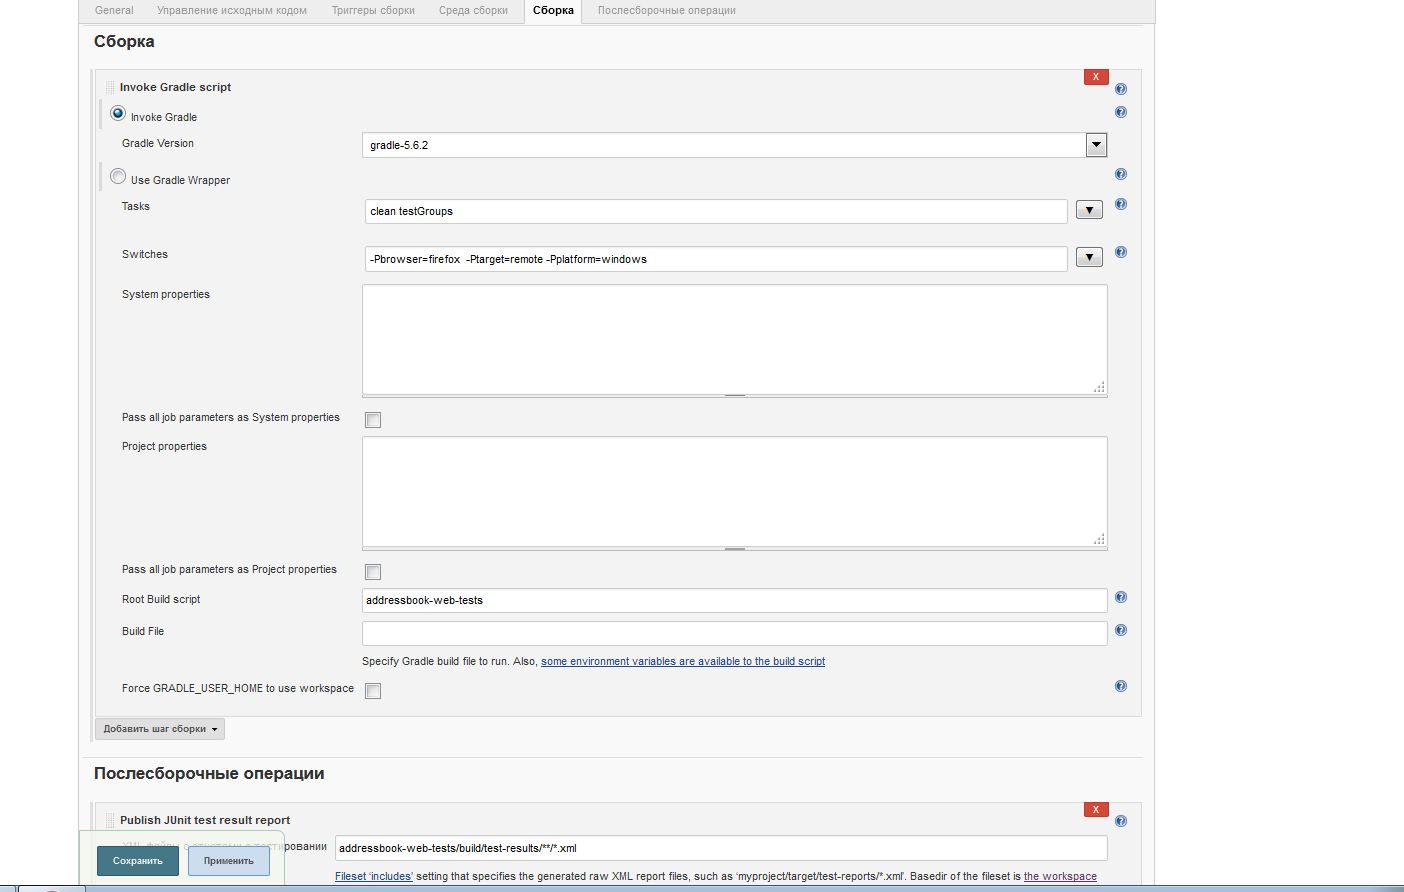 General Управление исходным кодом Триггеры сборки Среда сборки Сборка Послесборочные операции
Сборка
Invoke Gradle script
X
Invoke Gradle
Gradle Version gradle-5.6.2
Use Gradle Wrapper
Tasks clean testGroups
Switches -Pbrowser=firefox -Ptarget=remote -Pplatform=windows
System properties
Pass all job parameters as System properties
Project properties
Pass all job parameters as Project properties
Root Build script addressbook-web-tests
Build File
Specify Gradle build file to run. Also, some environment variables are available to the build script
Force GRADLE_USER_HOME to use workspace
Добавить шаг сборки
Послесборочные операции
X
Publish JUnit test result report
XML файлы с отчетами о тестировании addressbook-web-tests/build/test-results/**/*.xml
Сохранить Применить
Fileset 'includes' setting that specifies the generated raw XML report files, such as 'myproject/target/test-reports/*.xml'. Basedir of the fileset is the workspace